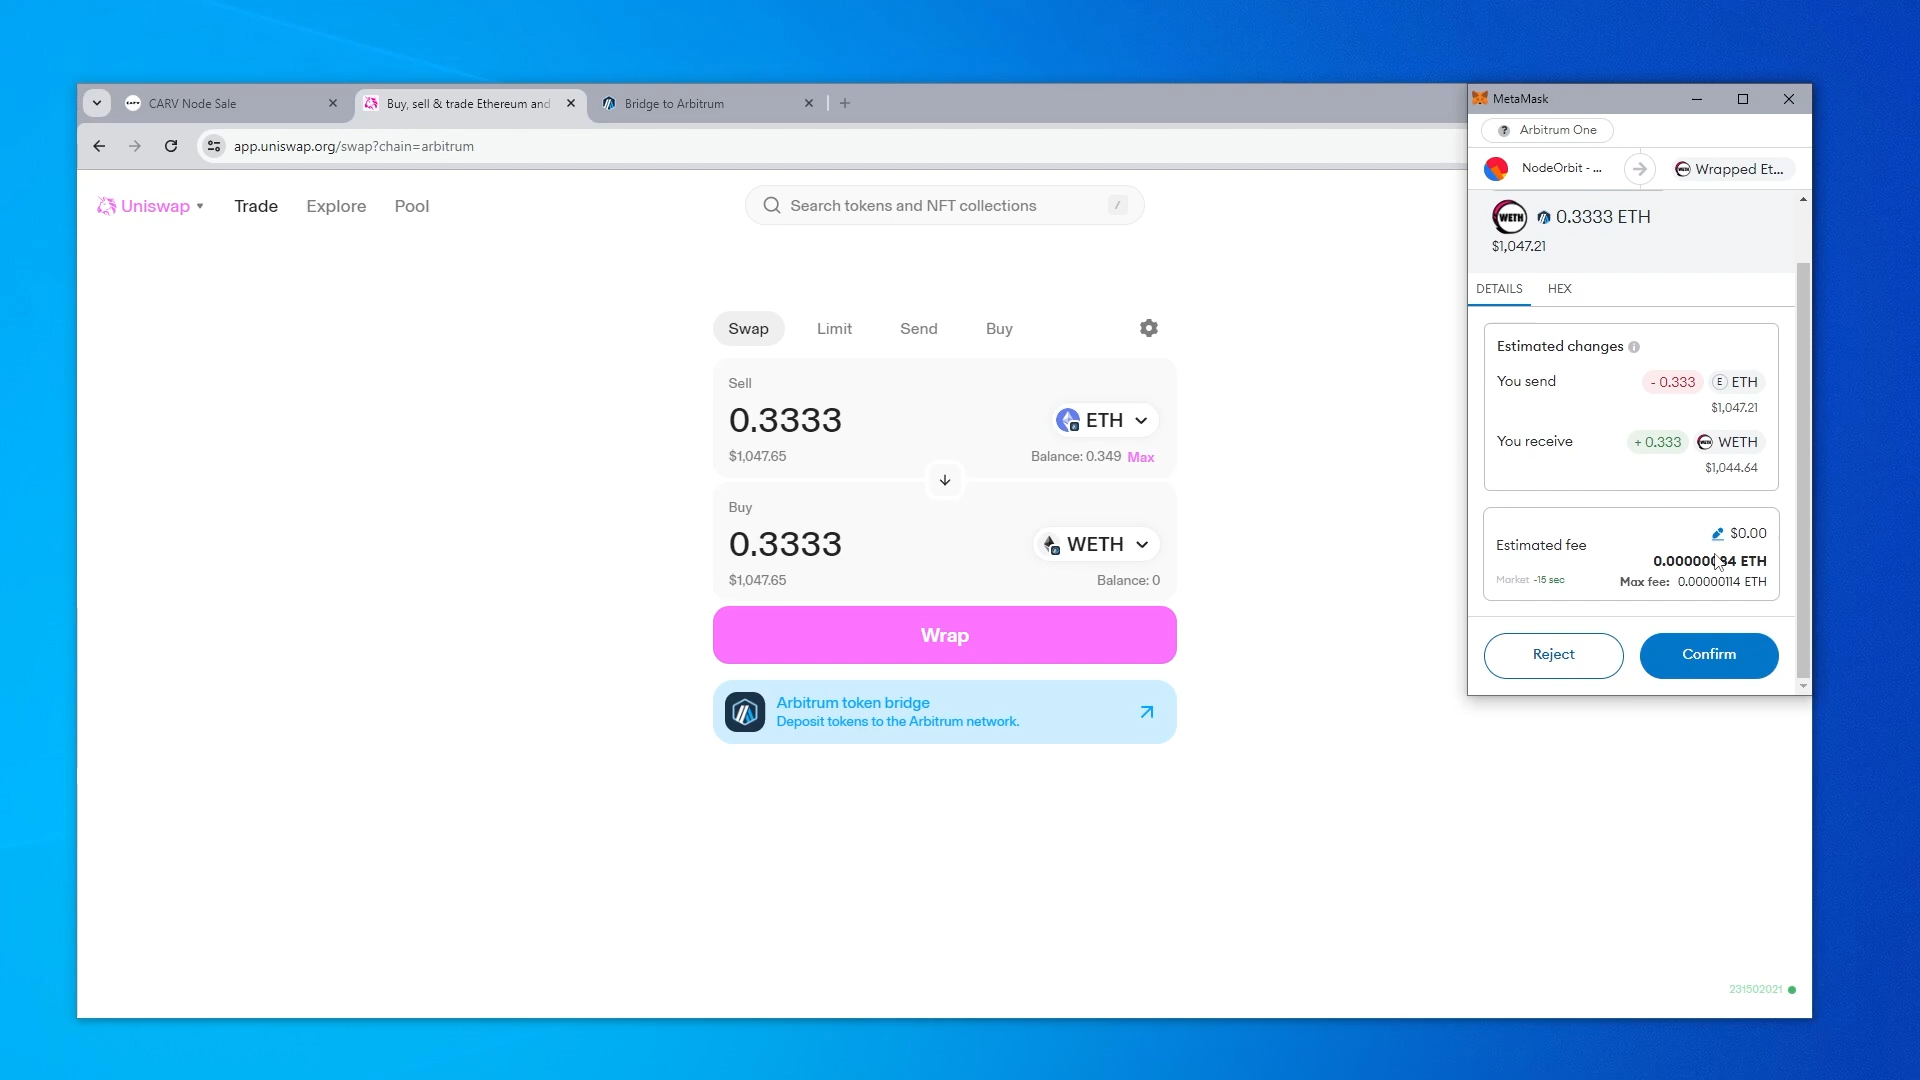 CARV Node Sale
Buy, sell & trade Ethereum and
Bridge to Arbitrum
app.uniswap.org/swap?chain=arbitrum
Uniswap
Trade
Explore
Pool
Search tokens and NFT collections
/
Swap
Limit
Send
Buy
Sell
0.3333
ETH
$1,047.65
Balance: 0.349 Max
Buy
0.3333
WETH
$1,047.65
Balance: 0
Wrap
Arbitrum token bridge
Deposit tokens to the Arbitrum network.
231502021
MetaMask
? Arbitrum One
NodeOrbit - ...
Wrapped Et...
WETH
0.3333 ETH
$1,047.21
DETAILS
HEX
Estimated changes
You send
- 0.333
E ETH
$1,047.21
You receive
+ 0.333
WETH
$1,044.64
$0.00
Estimated fee
ETH
Market ~15 sec
Max fee: 0.00000114 ETH
Reject
Confirm